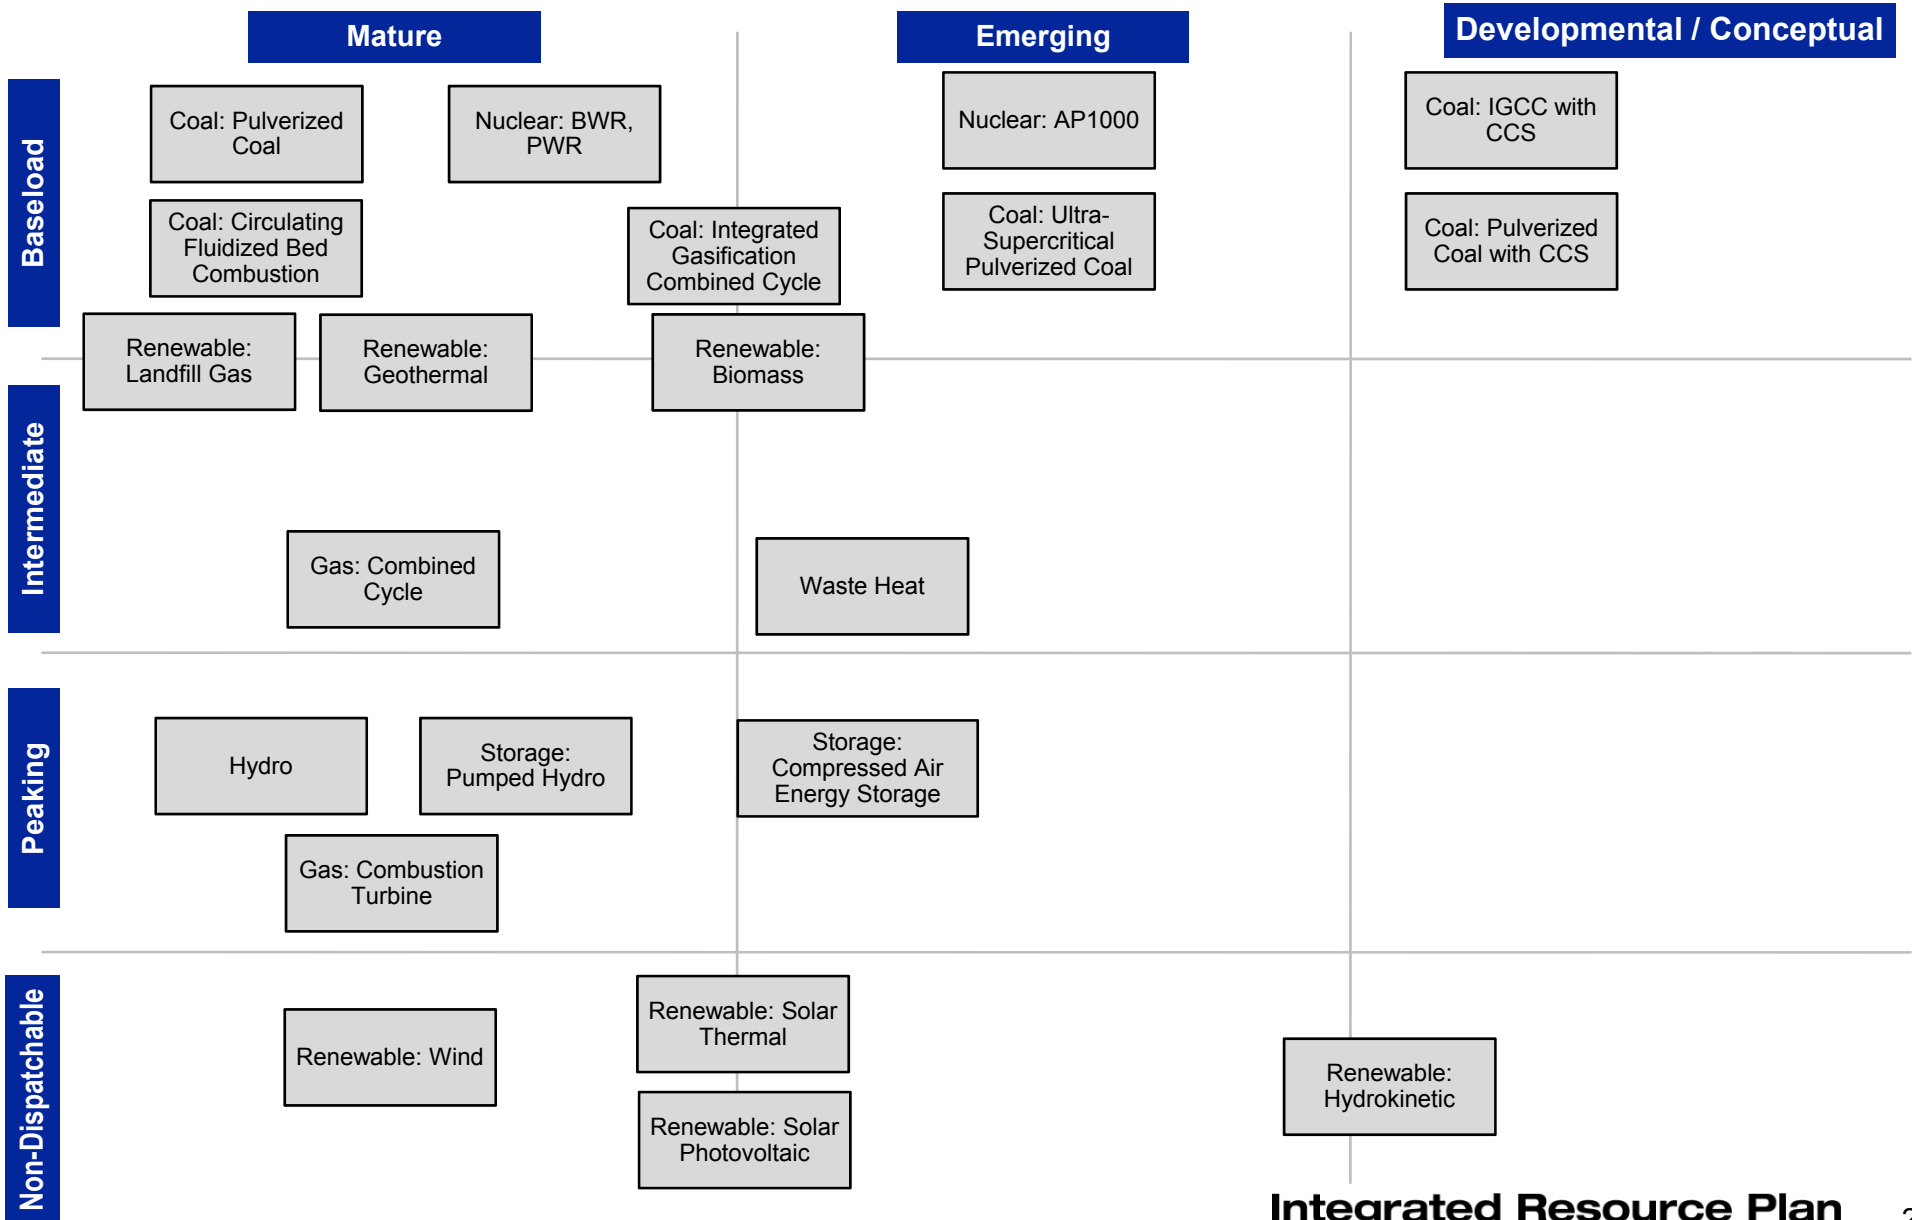 Mature
Emerging
Developmental / Conceptual
Baseload
Coal: Pulverized
Coal
Nuclear: BWR,
PWR
Nuclear: AP1000
Coal: IGCC with
CCS
Coal: Circulating
Fluidized Bed
Combustion
Coal: Integrated
Gasification
Combined Cycle
Coal: Ultra-
Supercritical
Pulverized Coal
Coal: Pulverized
Coal with CCS
Renewable:
Landfill Gas
Renewable:
Geothermal
Renewable:
Biomass
Intermediate
Gas: Combined
Cycle
Waste Heat
Peaking
Hydro
Storage:
Pumped Hydro
Storage:
Compressed Air
Energy Storage
Gas: Combustion
Turbine
Non-Dispatchable
Renewable: Wind
Renewable: Solar
Thermal
Renewable: Solar
Photovoltaic
Renewable:
Hydrokinetic
Integrated Resource Plan